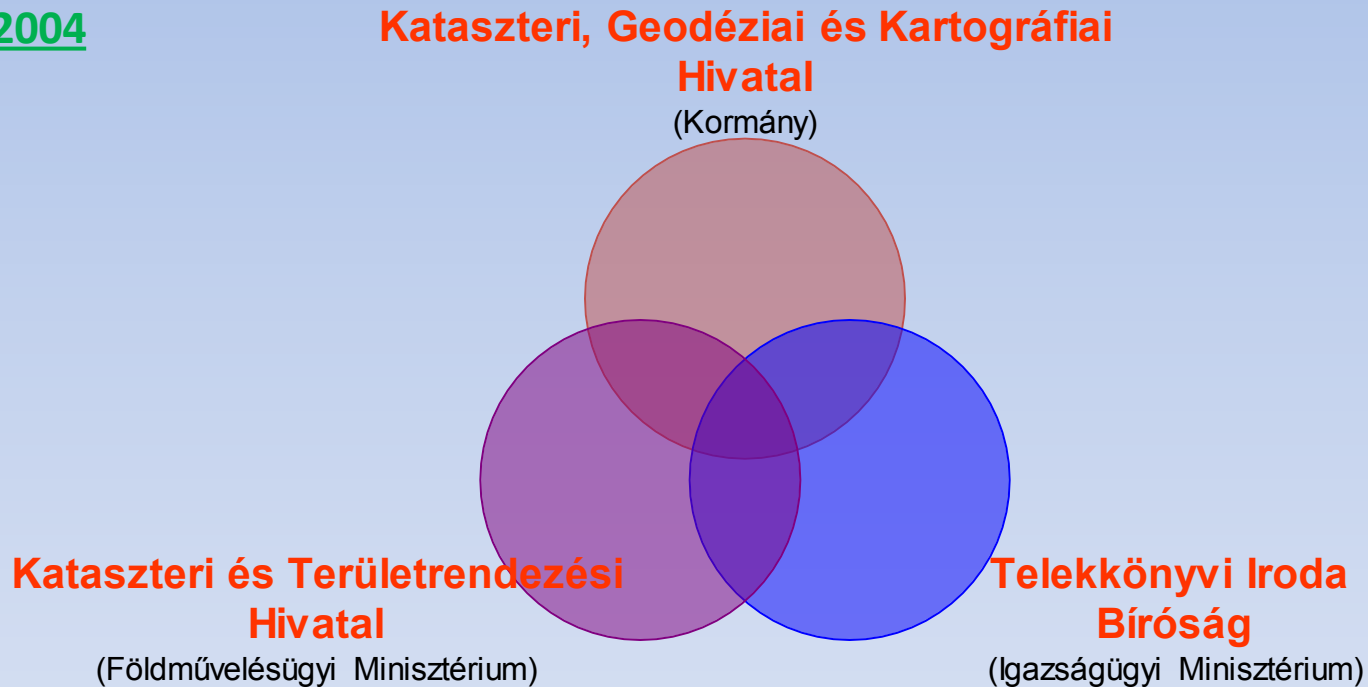 2004
Kataszteri, Geodéziai és Kartográfiai
Hivatal
(Kormány)
Kataszteri és Területrendezési
Hivatal
(Földművelésügyi Minisztérium)
Telekkönyvi Iroda
Bíróság
(Igazságügyi Minisztérium)